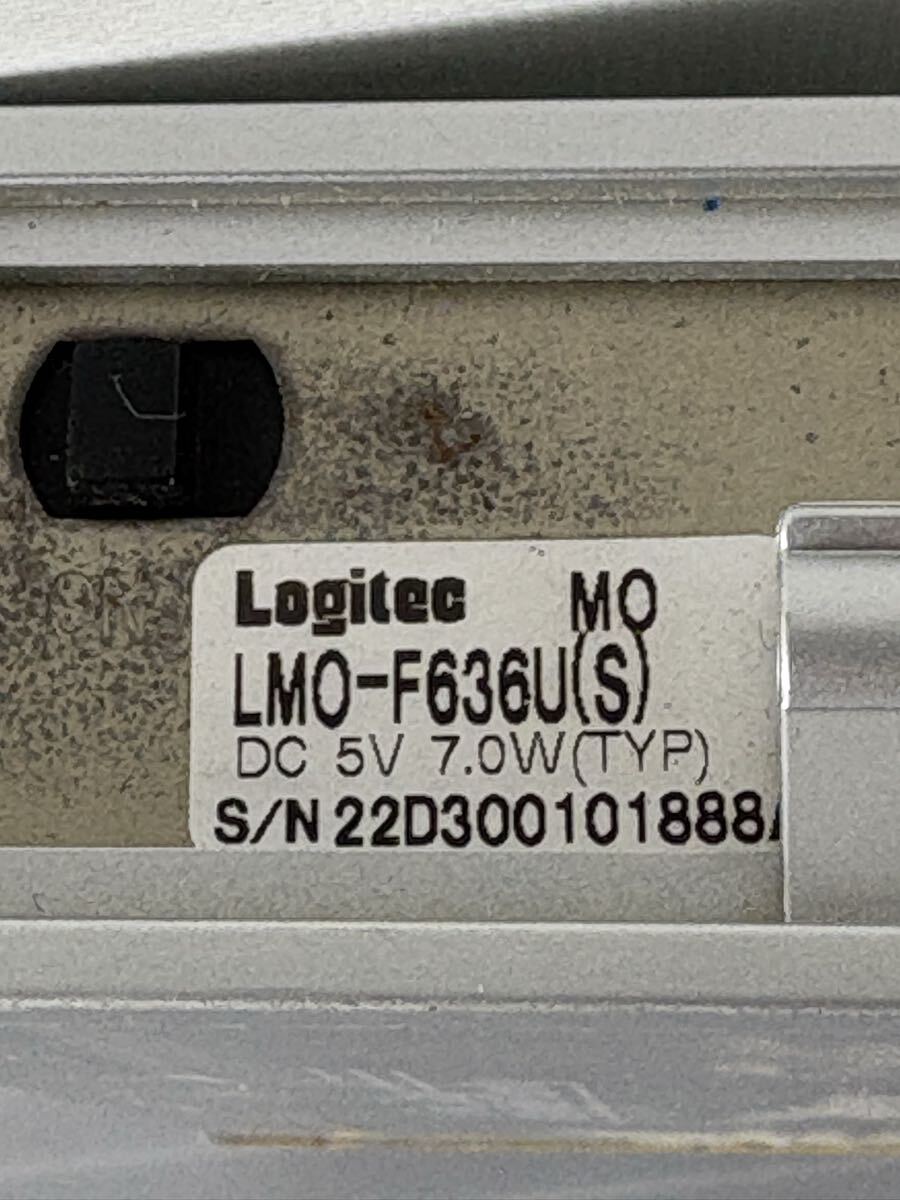 Logitec MO
LMO-F636U(S)
DC 5V 7.0W(TYP)
S/N 22D300101888